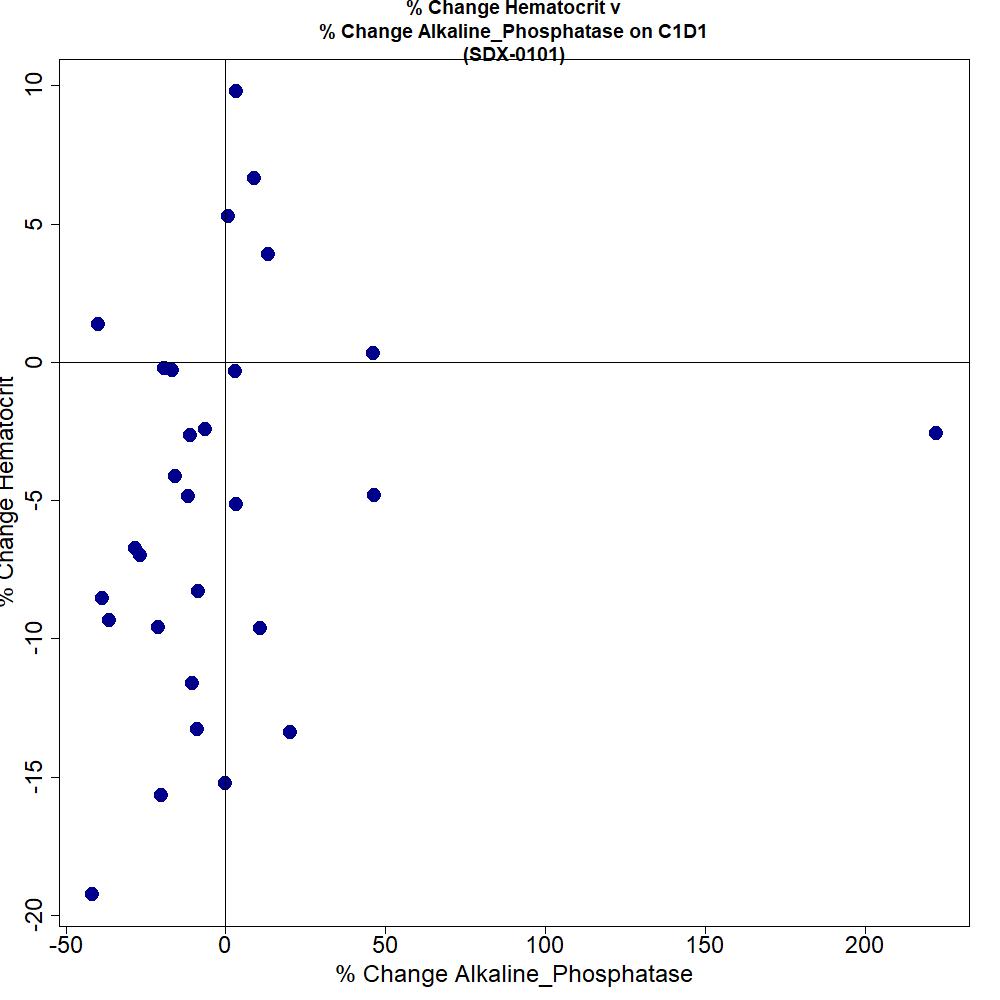 % Change Hematocrit v
% Change Alkaline_Phosphatase on C1D1
(SDX-0101)
% Change Hematocrit
10
5
0
-5
-10
-15
-20
-50
0
50
100
150
200
% Change Alkaline_Phosphatase